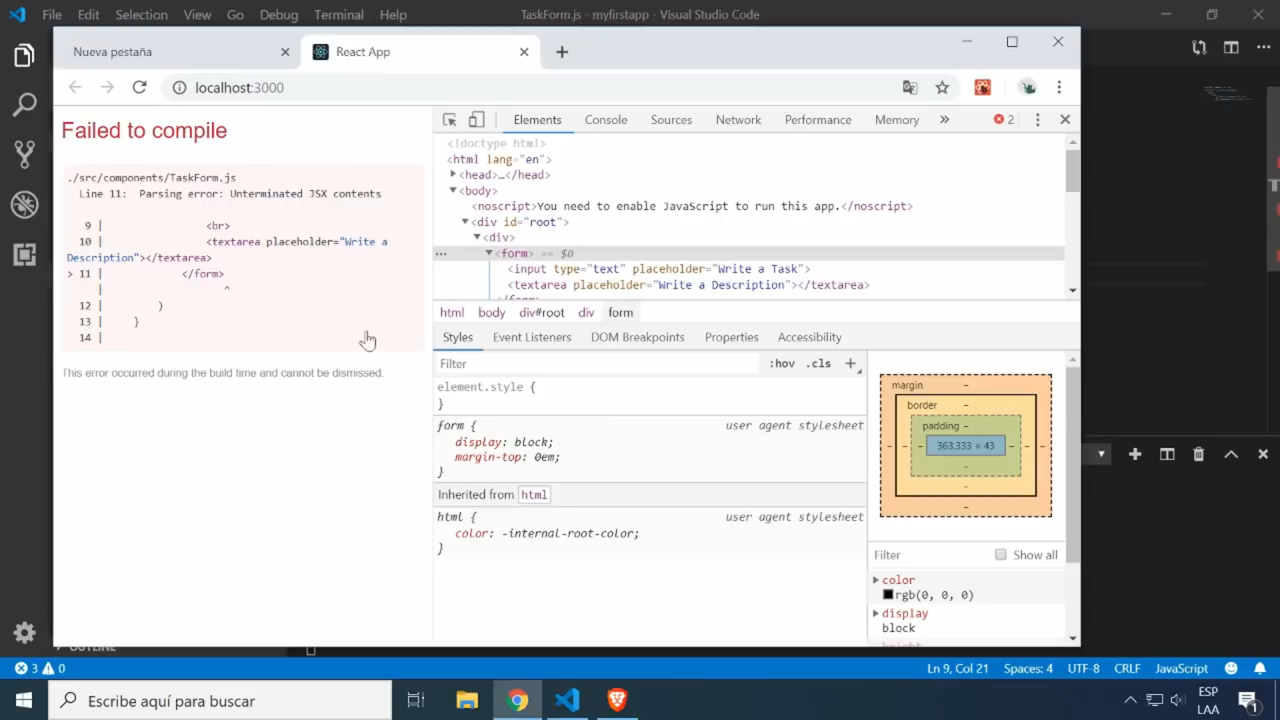 File Edit Selection View Go Debug Terminal Help TaskForm.js - myfirstapp - Visual Studio Code
Nueva pestaña React App
localhost:3000
Failed to compile
./src/components/TaskForm.js
Line 11: Parsing error: Unterminated JSX contents
9 | <br>
10 | <textarea placeholder="Write a
Description"></textarea>
> 11 | </form>
| ^
12 | )
13 | }
14 |
This error occurred during the build time and cannot be dismissed.
Elements Console Sources Network Performance Memory » 2
<!doctype html>
<html lang="en">
<head>…</head>
<body>
<noscript>You need to enable JavaScript to run this app.</noscript>
<div id="root">
<div>
… <form> == $0
<input type="text" placeholder="Write a Task">
<textarea placeholder="Write a Description"></textarea>
</form>
html body div#root div form
Styles Event Listeners DOM Breakpoints Properties Accessibility
Filter :hov .cls +
element.style {
}
form { user agent stylesheet
display: block;
margin-top: 0em;
}
Inherited from html
html { user agent stylesheet
color: -internal-root-color;
}
margin -
border -
padding -
- - - 363.333 × 43 - - -
-
-
-
Filter Show all
color
rgb(0, 0, 0)
display
block
height
OUTLINE
3 0 Ln 9, Col 21 Spaces: 4 UTF-8 CRLF JavaScript
Escribe aquí para buscar
ESP
LAA
1